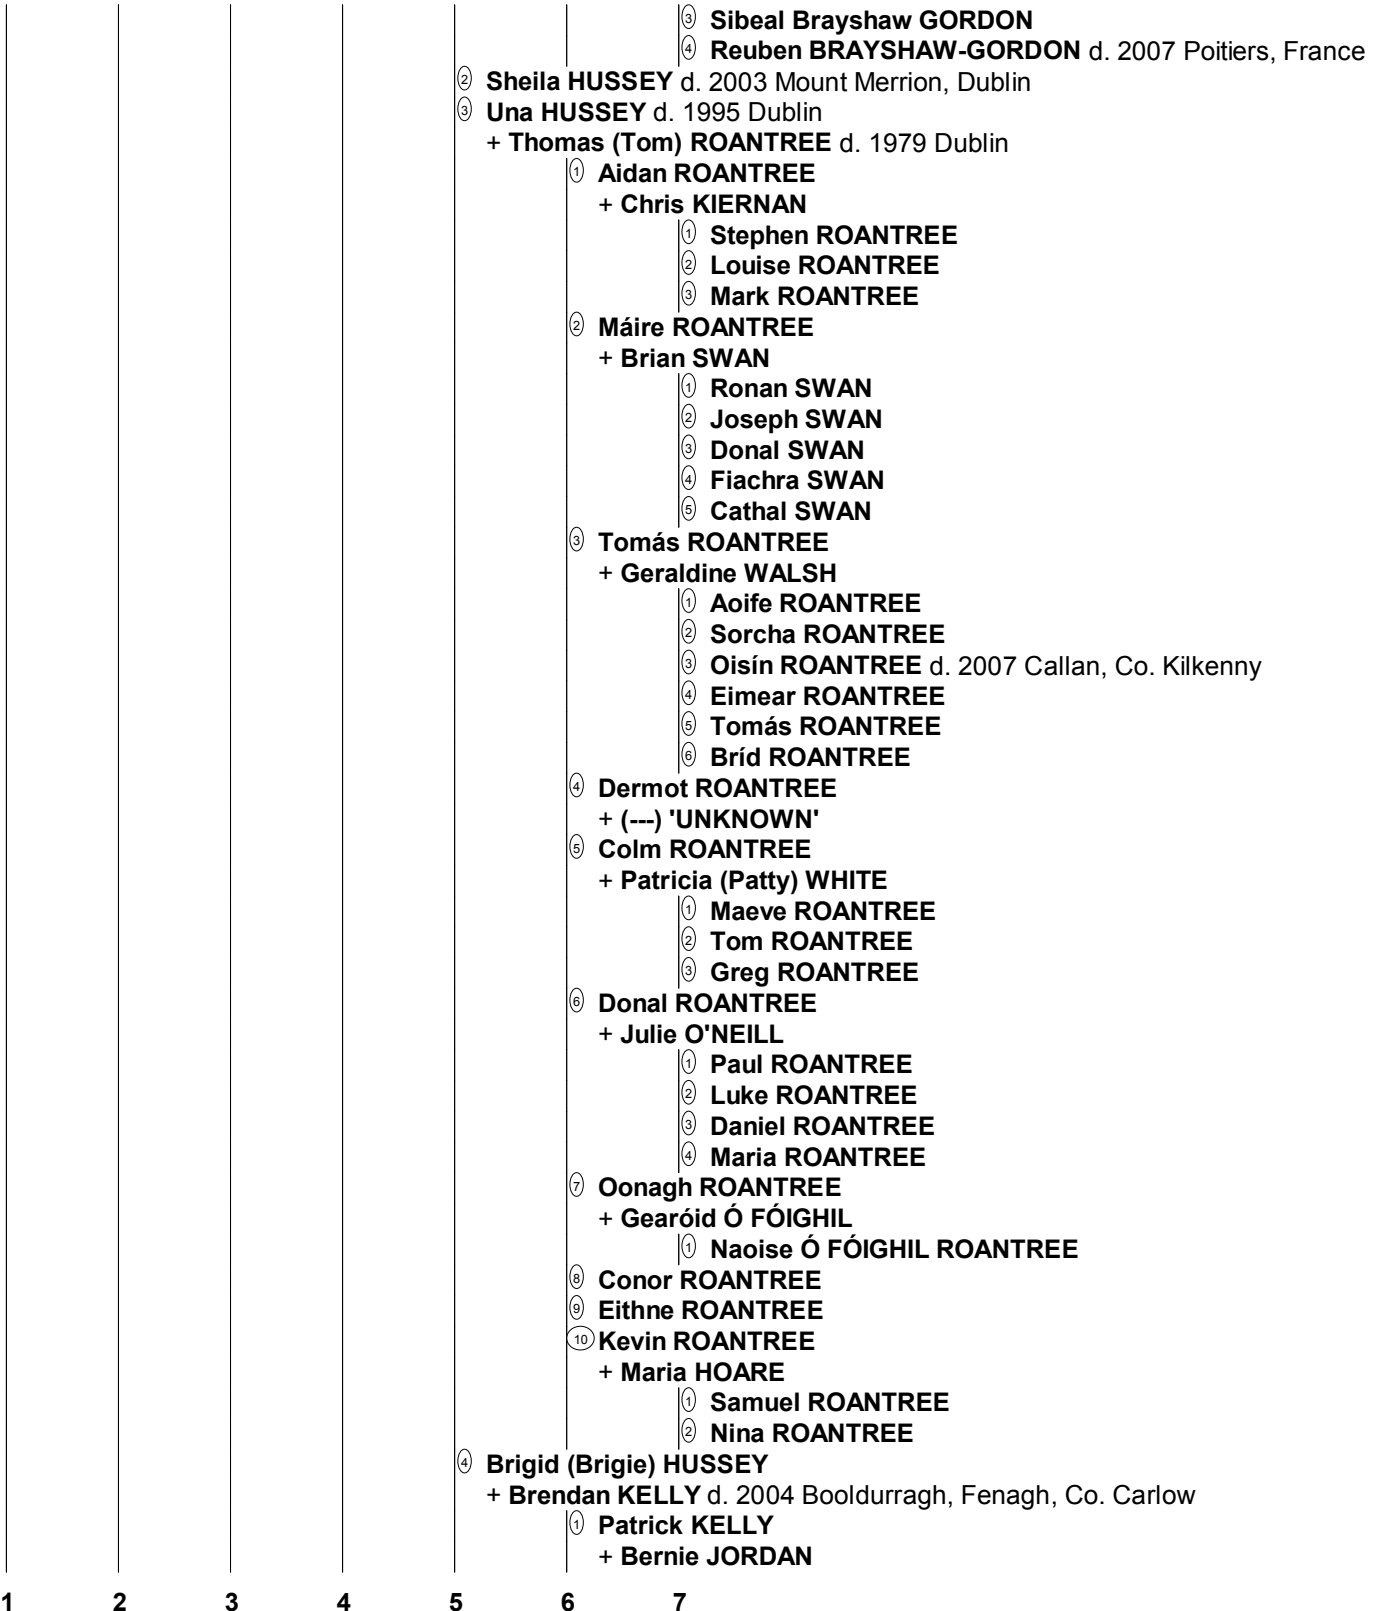 ③ Sibeal Brayshaw GORDON
④ Reuben BRAYSHAW-GORDON d. 2007 Poitiers, France
② Sheila HUSSEY d. 2003 Mount Merrion, Dublin
③ Una HUSSEY d. 1995 Dublin
+ Thomas (Tom) ROANTREE d. 1979 Dublin
① Aidan ROANTREE
+ Chris KIERNAN
① Stephen ROANTREE
② Louise ROANTREE
③ Mark ROANTREE
② Máire ROANTREE
+ Brian SWAN
① Ronan SWAN
② Joseph SWAN
③ Donal SWAN
④ Fiachra SWAN
⑤ Cathal SWAN
③ Tomás ROANTREE
+ Geraldine WALSH
① Aoife ROANTREE
② Sorcha ROANTREE
③ Oisín ROANTREE d. 2007 Callan, Co. Kilkenny
④ Eimear ROANTREE
⑤ Tomás ROANTREE
⑥ Bríd ROANTREE
④ Dermot ROANTREE
+ (---) 'UNKNOWN'
⑤ Colm ROANTREE
+ Patricia (Patty) WHITE
① Maeve ROANTREE
② Tom ROANTREE
③ Greg ROANTREE
⑥ Donal ROANTREE
+ Julie O'NEILL
① Paul ROANTREE
② Luke ROANTREE
③ Daniel ROANTREE
④ Maria ROANTREE
⑦ Oonagh ROANTREE
+ Gearóid Ó FÓIGHIL
① Naoise Ó FÓIGHIL ROANTREE
⑧ Conor ROANTREE
⑨ Eithne ROANTREE
⑩ Kevin ROANTREE
+ Maria HOARE
① Samuel ROANTREE
② Nina ROANTREE
④ Brigid (Brigie) HUSSEY
+ Brendan KELLY d. 2004 Booldurragh, Fenagh, Co. Carlow
① Patrick KELLY
+ Bernie JORDAN
1 2 3 4 5 6 7